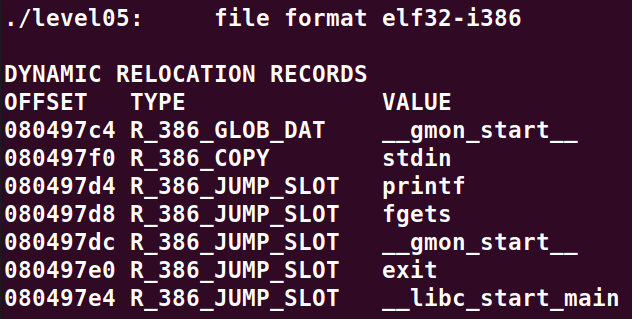 ./level05:     file format elf32-i386
DYNAMIC RELOCATION RECORDS
OFFSET   TYPE              VALUE
080497c4 R_386_GLOB_DAT    __gmon_start__
080497f0 R_386_COPY        stdin
080497d4 R_386_JUMP_SLOT   printf
080497d8 R_386_JUMP_SLOT   fgets
080497dc R_386_JUMP_SLOT   __gmon_start__
080497e0 R_386_JUMP_SLOT   exit
080497e4 R_386_JUMP_SLOT   __libc_start_main